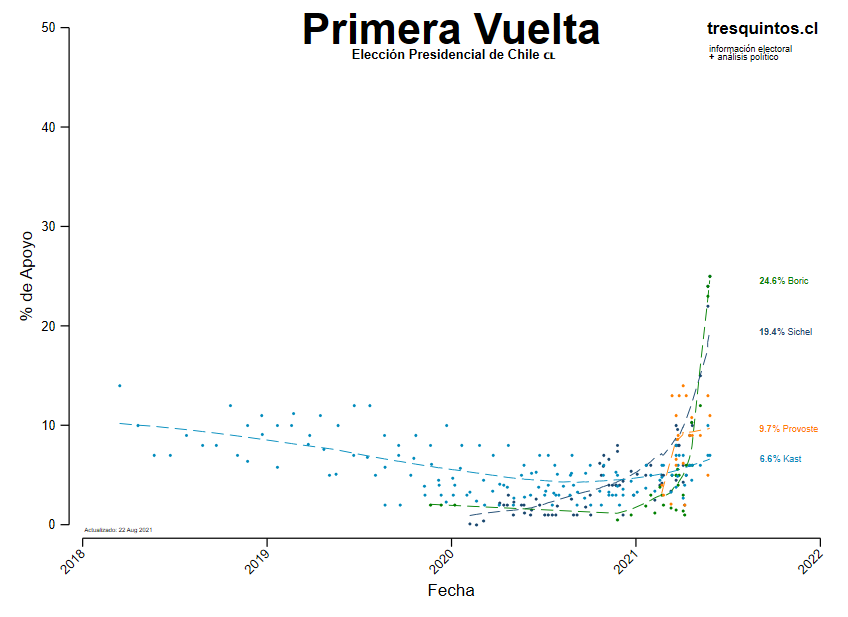 Primera Vuelta
Elección Presidencial de Chile CL
tresquintos.cl
información electoral
+ análisis político
% de Apoyo
50
40
30
20
10
0
24.6% Boric
19.4% Sichel
9.7% Provoste
6.6% Kast
Actualizado: 22 Aug 2021
2018
2019
2020
2021
2022
Fecha